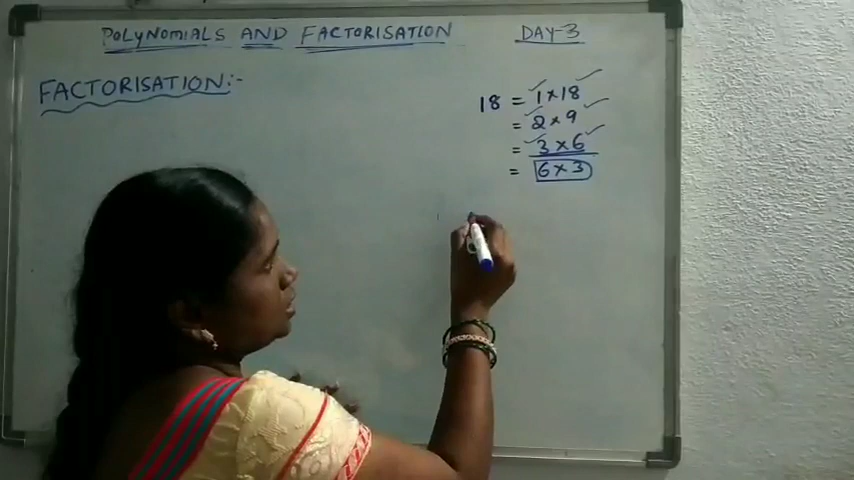 POLYNOMIALS AND FACTORISATION DAY-3
FACTORISATION:-
18 = 1×18
= 2×9
= 3×6
= 6×3